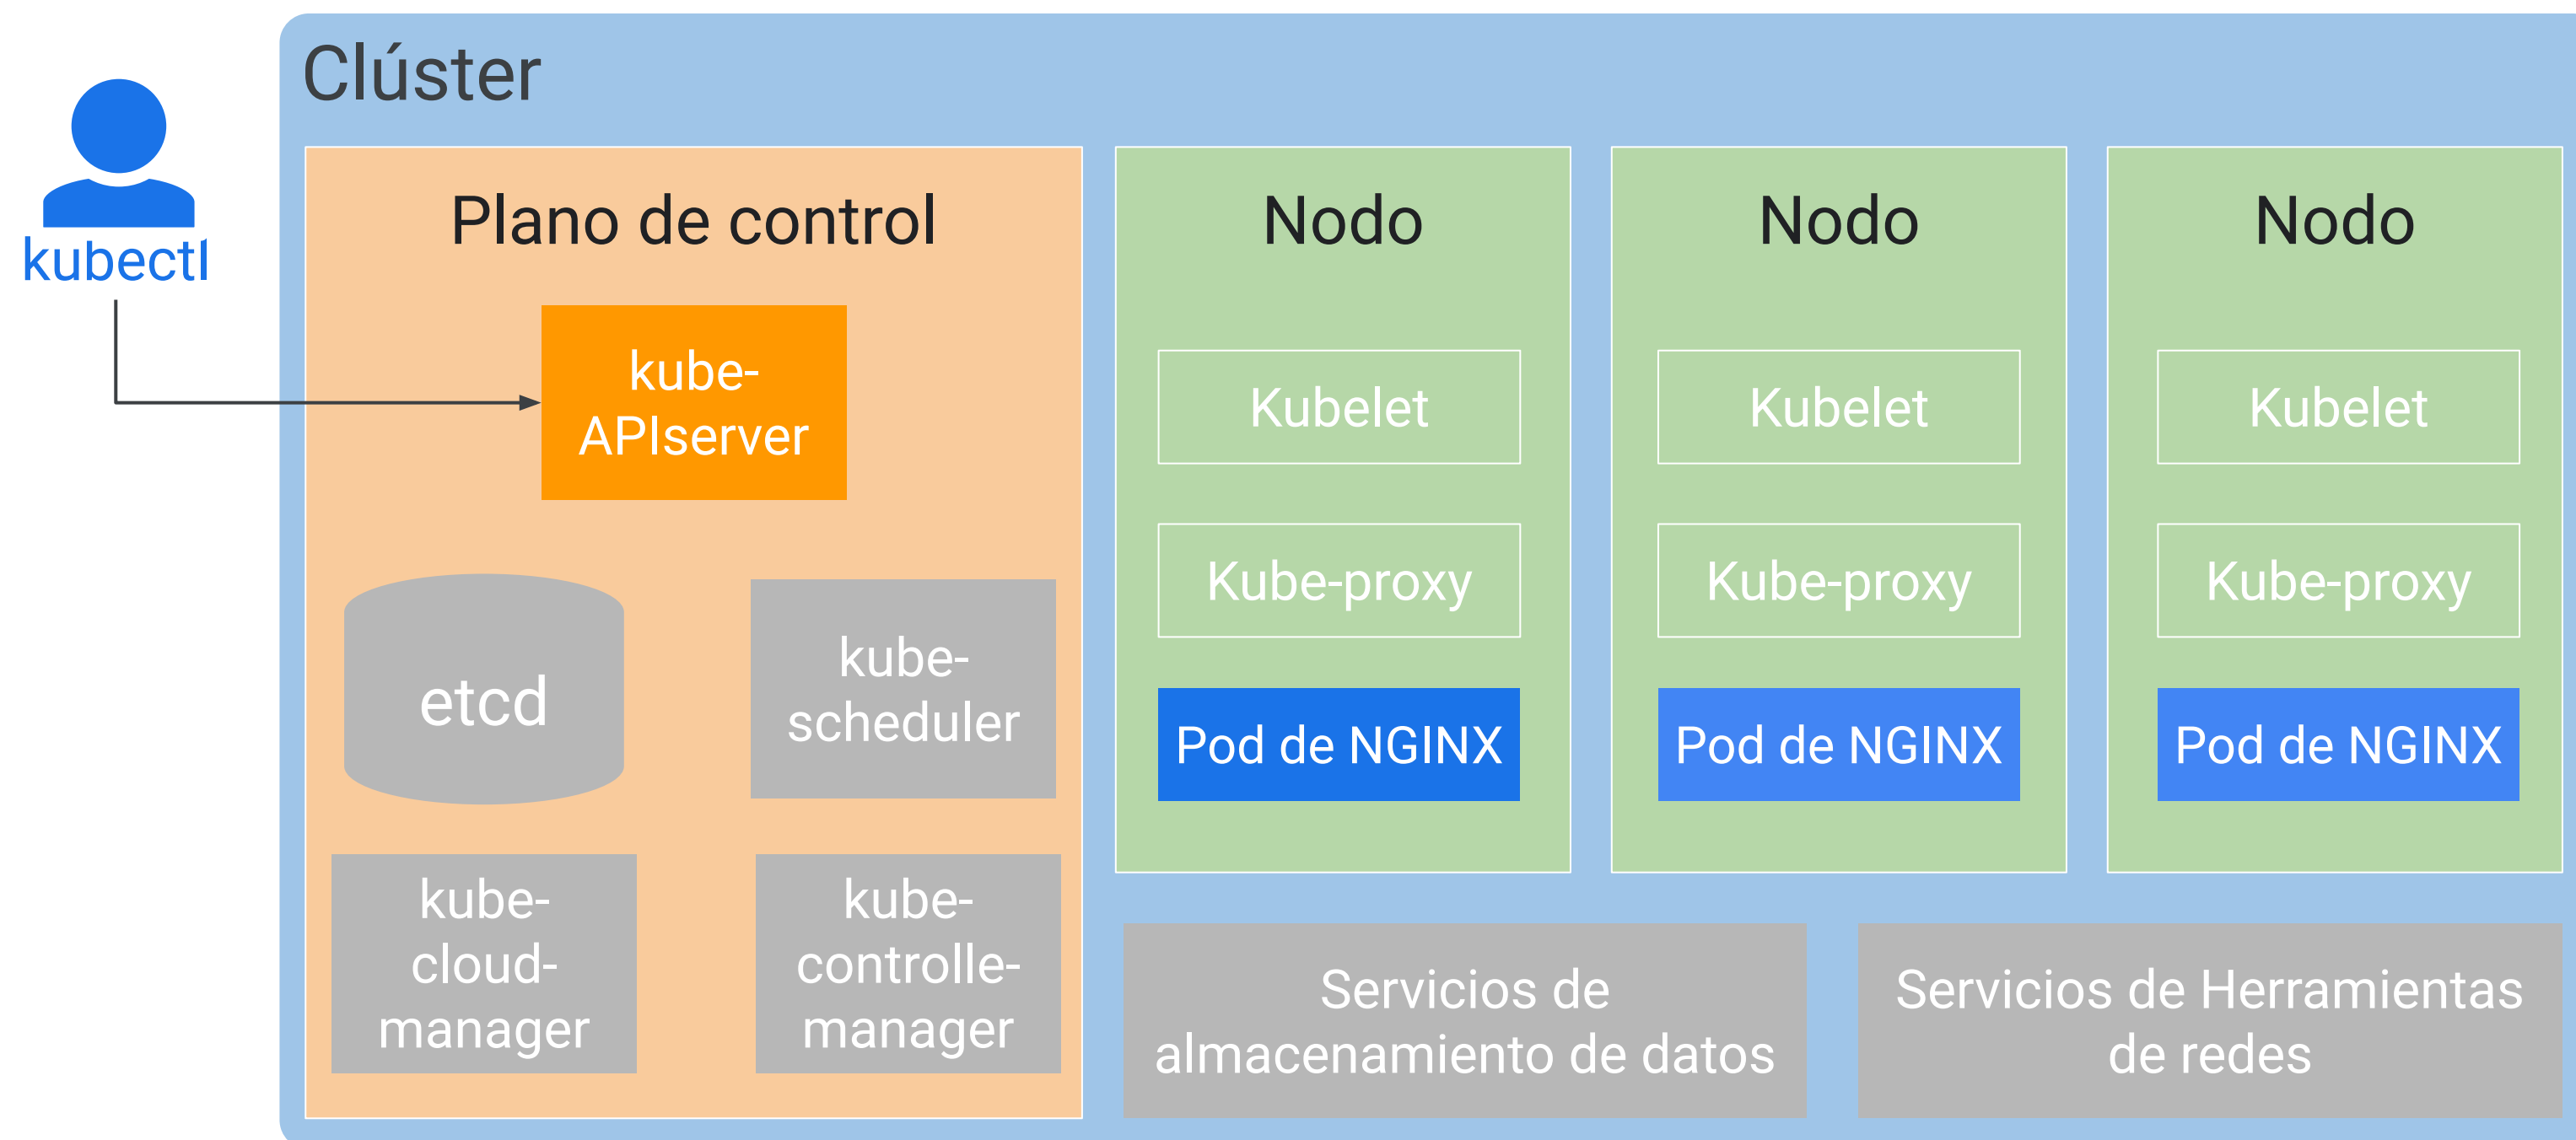 Clúster
kubectl
Plano de control
kube-
APIserver
etcd
kube-
scheduler
kube-
cloud-
manager
kube-
controlle-
manager
Nodo
Kubelet
Kube-proxy
Pod de NGINX
Nodo
Kubelet
Kube-proxy
Pod de NGINX
Nodo
Kubelet
Kube-proxy
Pod de NGINX
Servicios de
almacenamiento de datos
Servicios de Herramientas
de redes